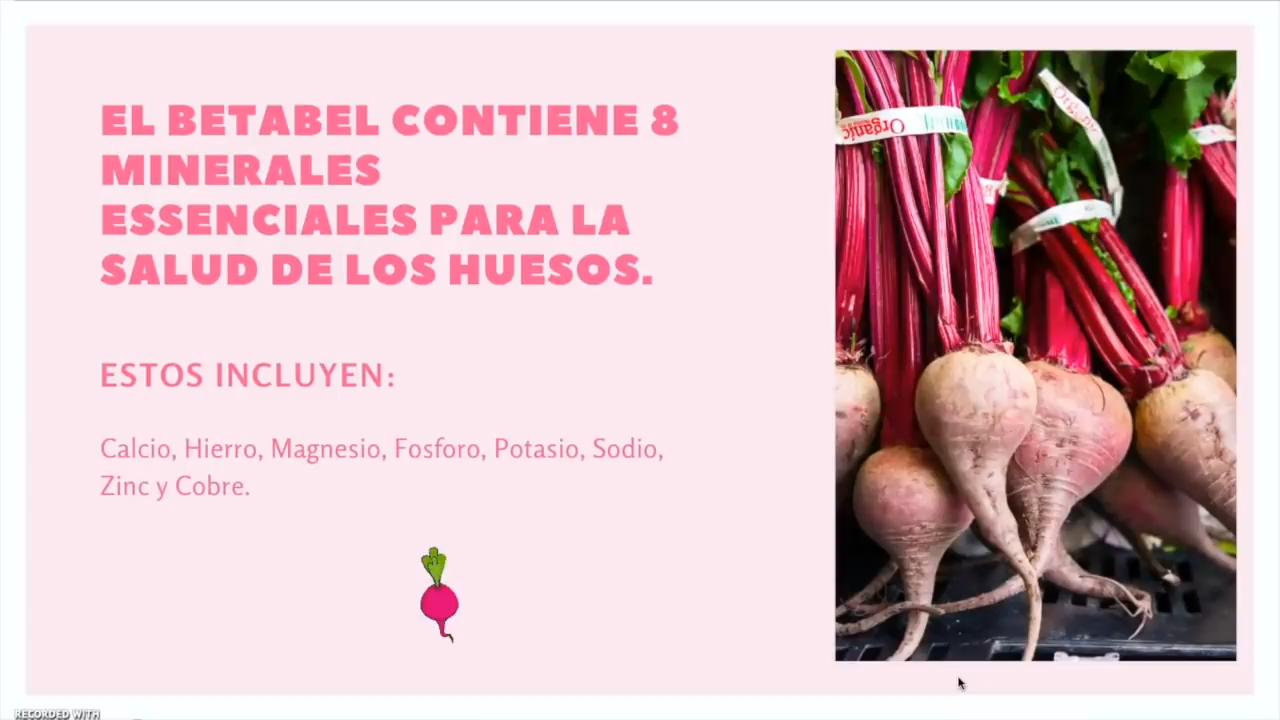 EL BETABEL CONTIENE 8
MINERALES
ESSENCIALES PARA LA
SALUD DE LOS HUESOS.
ESTOS INCLUYEN:
Calcio, Hierro, Magnesio, Fosforo, Potasio, Sodio,
Zinc y Cobre.
Organic
Organic
RECORDED WITH